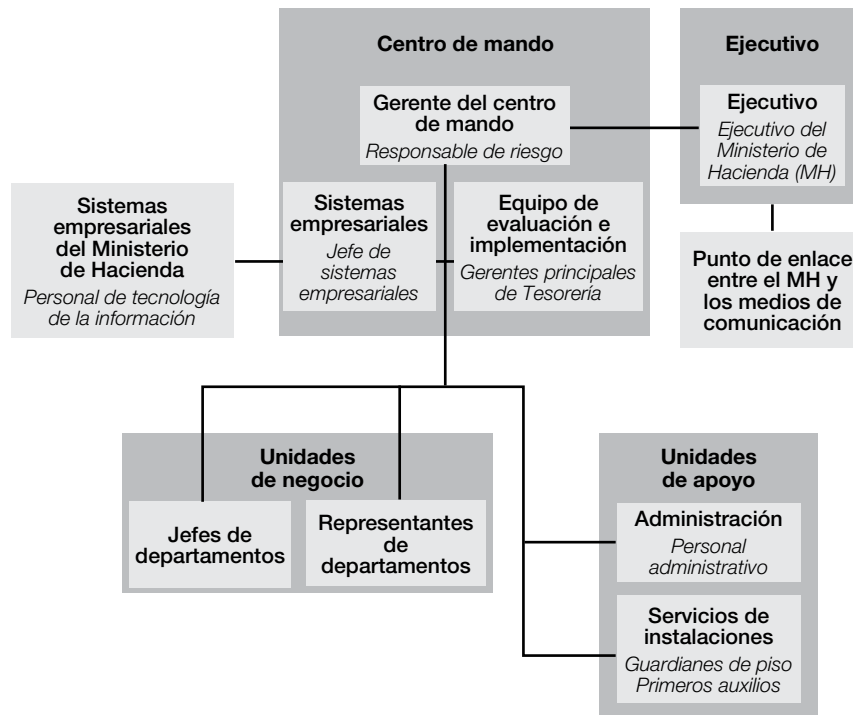 Centro de mando
Gerente del centro
de mando
Responsable de riesgo
Ejecutivo
Ejecutivo
Ejecutivo del
Ministerio de
Hacienda (MH)
Sistemas
empresariales
del Ministerio
de Hacienda
Personal de tecnología
de la información
Sistemas
empresariales
Jefe de
sistemas
empresariales
Equipo de
evaluación e
implementación
Gerentes principales
de Tesorería
Punto de enlace
entre el MH y
los medios de
comunicación
Unidades
de negocio
Jefes de
departamentos
Representantes
de
departamentos
Unidades
de apoyo
Administración
Personal
administrativo
Servicios de
instalaciones
Guardianes de piso
Primeros auxilios